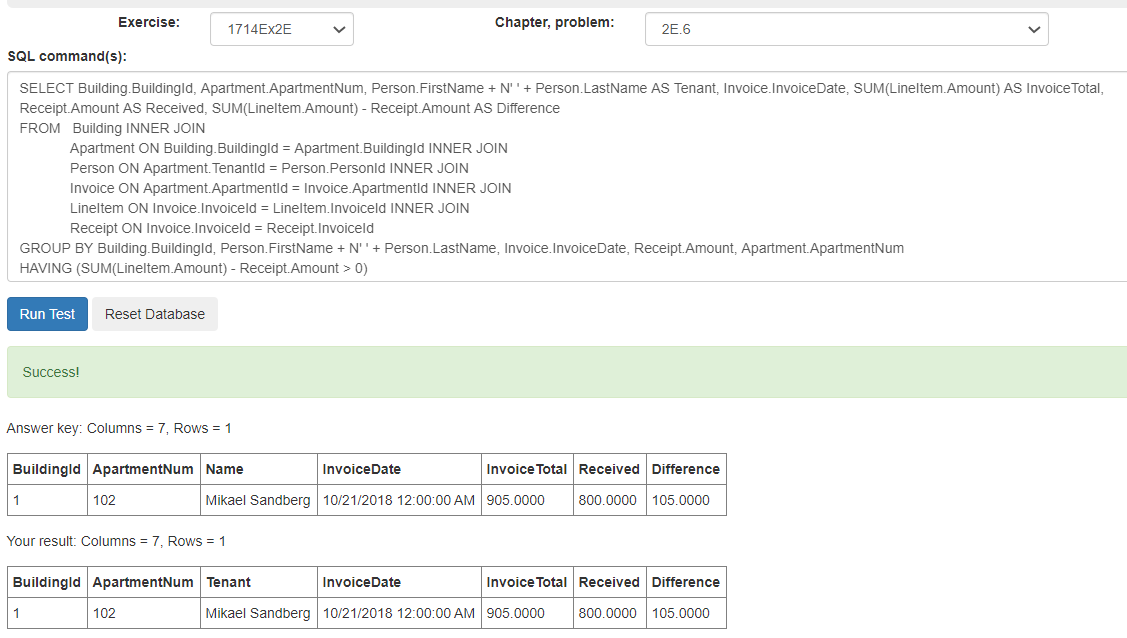 Exercise: 1714Ex2E Chapter, problem: 2E.6
SQL command(s):
SELECT Building.BuildingId, Apartment.ApartmentNum, Person.FirstName + N' ' + Person.LastName AS Tenant, Invoice.InvoiceDate, SUM(LineItem.Amount) AS InvoiceTotal,
Receipt.Amount AS Received, SUM(LineItem.Amount) - Receipt.Amount AS Difference
FROM Building INNER JOIN
Apartment ON Building.BuildingId = Apartment.BuildingId INNER JOIN
Person ON Apartment.TenantId = Person.PersonId INNER JOIN
Invoice ON Apartment.ApartmentId = Invoice.ApartmentId INNER JOIN
LineItem ON Invoice.InvoiceId = LineItem.InvoiceId INNER JOIN
Receipt ON Invoice.InvoiceId = Receipt.InvoiceId
GROUP BY Building.BuildingId, Person.FirstName + N' ' + Person.LastName, Invoice.InvoiceDate, Receipt.Amount, Apartment.ApartmentNum
HAVING (SUM(LineItem.Amount) - Receipt.Amount > 0)
Run Test Reset Database
Success!
Answer key: Columns = 7, Rows = 1
BuildingId ApartmentNum Name InvoiceDate InvoiceTotal Received Difference
1 102 Mikael Sandberg 10/21/2018 12:00:00 AM 905.0000 800.0000 105.0000
Your result: Columns = 7, Rows = 1
BuildingId ApartmentNum Tenant InvoiceDate InvoiceTotal Received Difference
1 102 Mikael Sandberg 10/21/2018 12:00:00 AM 905.0000 800.0000 105.0000